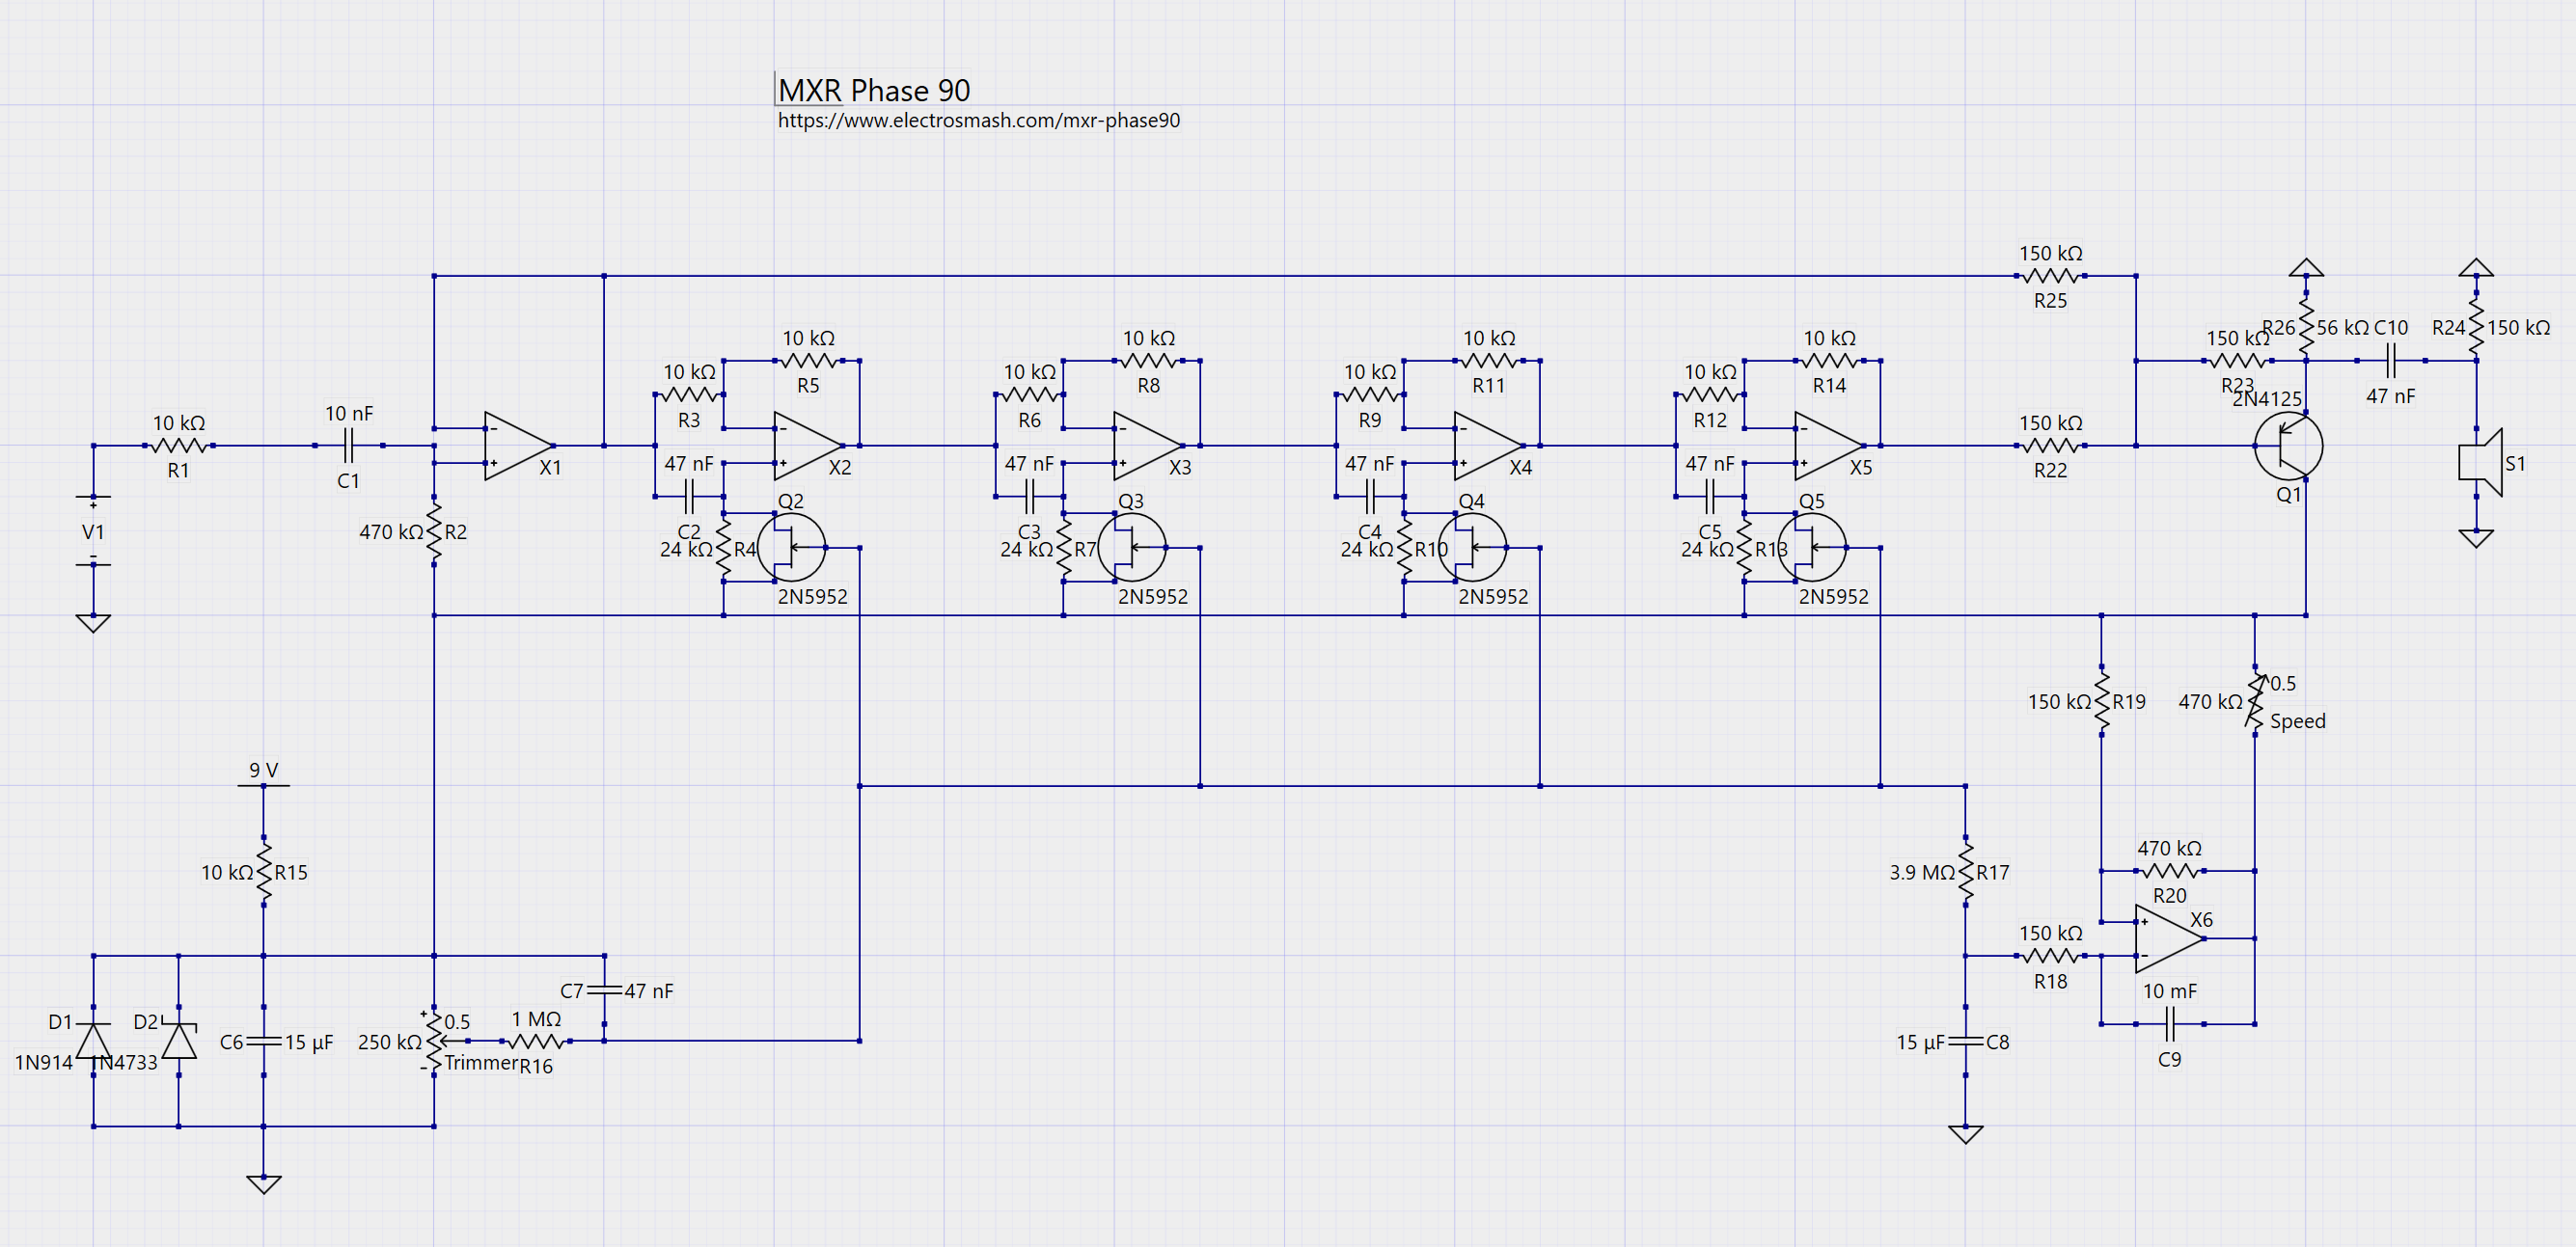 MXR Phase 90
https://www.electrosmash.com/mxr-phase90
150 kΩ
R25
10 kΩ
R5
10 kΩ
R8
10 kΩ
R11
10 kΩ
R14
150 kΩ
R23
R26
56 kΩ
C10
47 nF
R24
150 kΩ
10 kΩ
R3
10 kΩ
R6
10 kΩ
R9
10 kΩ
R12
2N4125
Q1
10 kΩ
R1
10 nF
C1
- +
X1
- +
X2
- +
X3
- +
X4
- +
X5
150 kΩ
R22
S1
47 nF
C2
47 nF
C3
47 nF
C4
47 nF
C5
+
V1
-
470 kΩ
R2
24 kΩ
R4
Q2
2N5952
24 kΩ
R7
Q3
2N5952
24 kΩ
R10
Q4
2N5952
24 kΩ
R13
Q5
2N5952
150 kΩ
R19
470 kΩ
0.5
Speed
9 V
10 kΩ
R15
3.9 MΩ
R17
470 kΩ
R20
+ -
X6
150 kΩ
R18
10 mF
C9
15 µF
C8
D1
1N914
D2
1N4733
C6
15 µF
+
250 kΩ
-
0.5
Trimmer
1 MΩ
R16
C7
47 nF